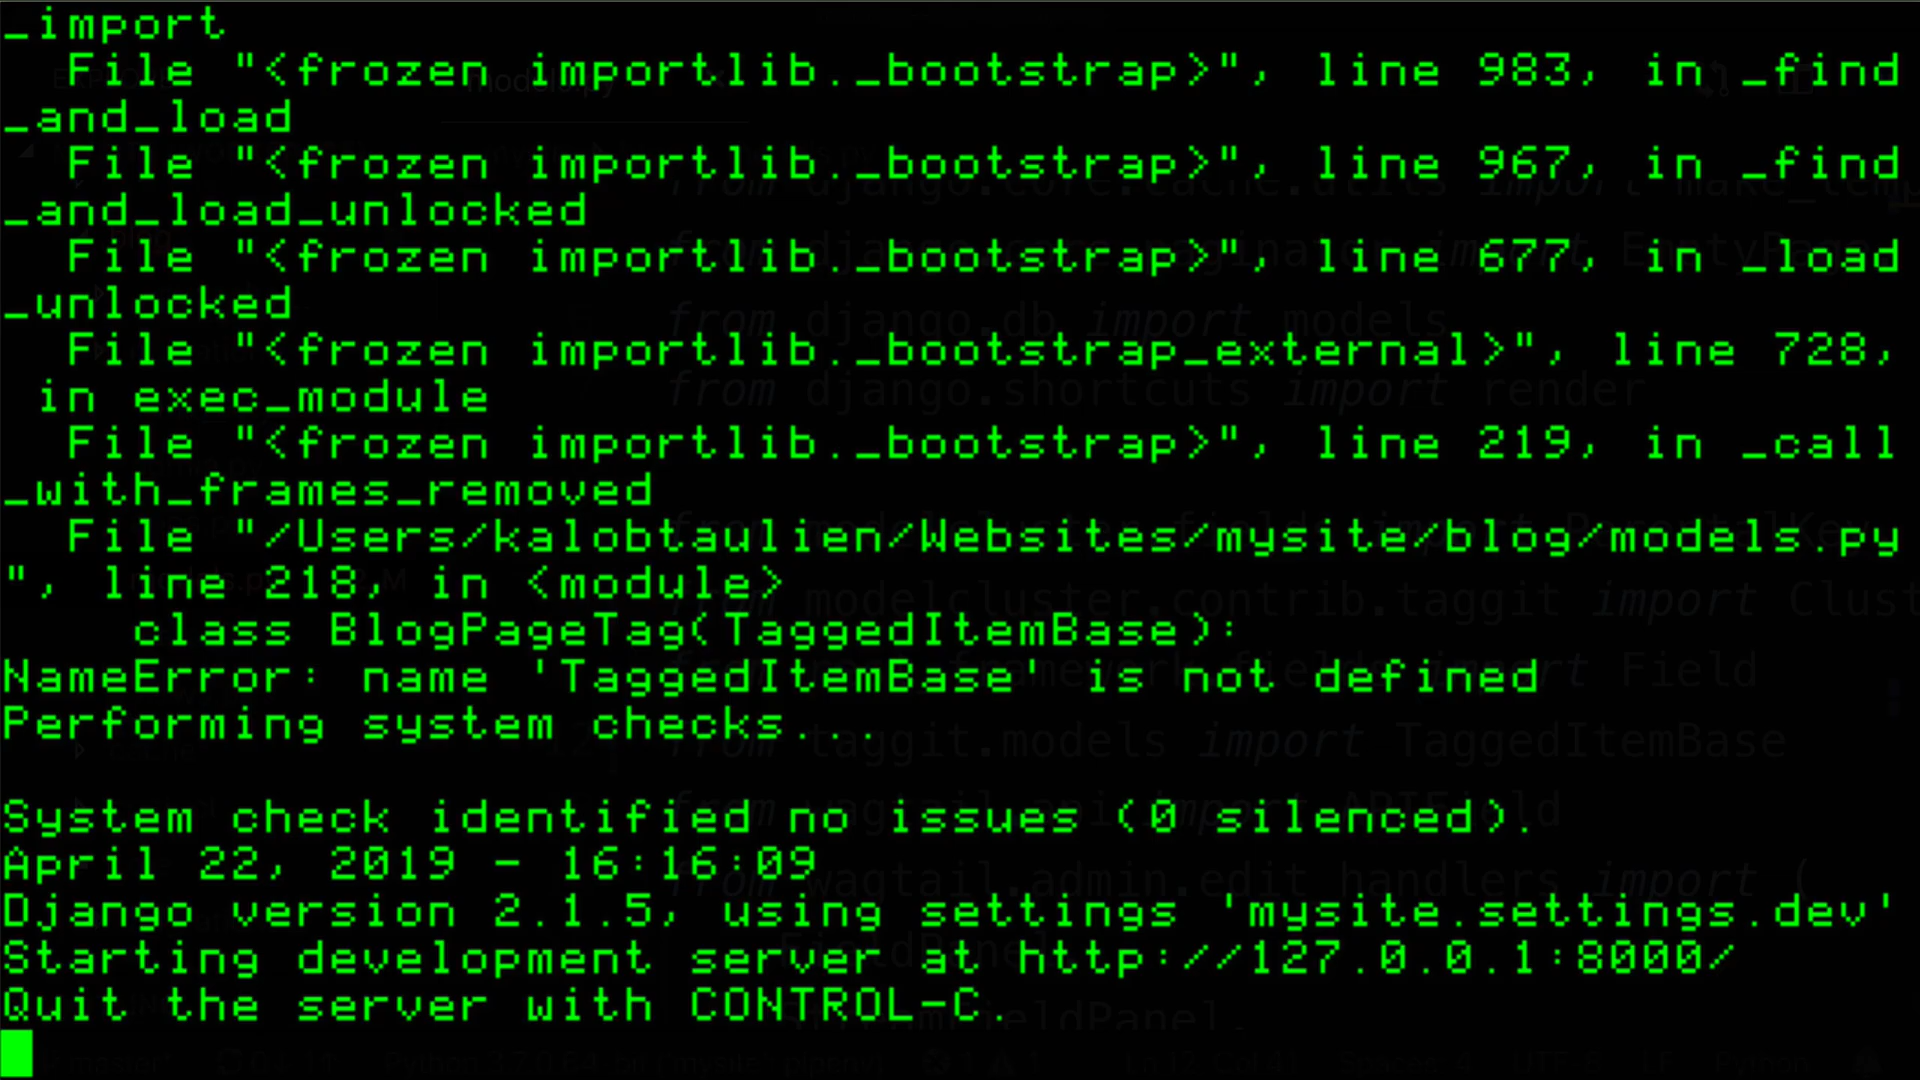 _import
  File "<frozen importlib._bootstrap>", line 983, in _find
_and_load
  File "<frozen importlib._bootstrap>", line 967, in _find
_and_load_unlocked
  File "<frozen importlib._bootstrap>", line 677, in _load
_unlocked
  File "<frozen importlib._bootstrap_external>", line 728,
 in exec_module
  File "<frozen importlib._bootstrap>", line 219, in _call
_with_frames_removed
  File "/Users/kalobtaulien/Websites/mysite/blog/models.py
", line 218, in <module>
    class BlogPageTag(TaggedItemBase):
NameError: name 'TaggedItemBase' is not defined
Performing system checks...

System check identified no issues (0 silenced).
April 22, 2019 - 16:16:09
Django version 2.1.5, using settings 'mysite.settings.dev'
Starting development server at http://127.0.0.1:8000/
Quit the server with CONTROL-C.